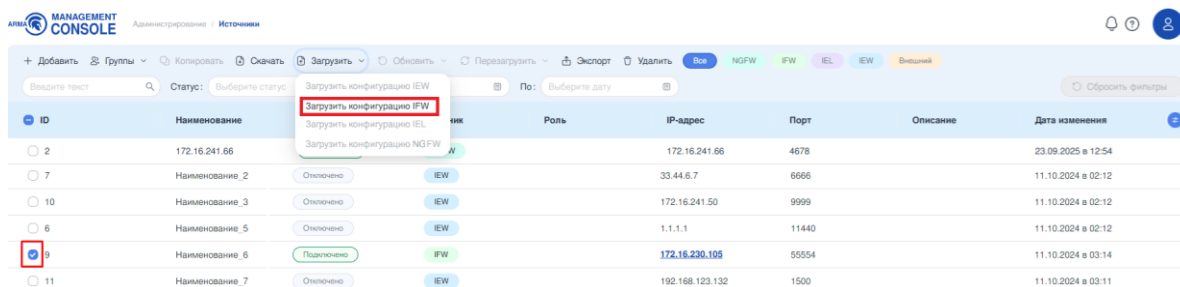 ARMA MANAGEMENT CONSOLE Администрирование / Источники
+ Добавить Группы Копировать Скачать Загрузить Обновить Перезагрузить Экспорт Удалить Все NGFW IFW IEL IEW Внешний
Введите текст Статус: Выберите статус По: Выберите дату Сбросить фильтры
Загрузить конфигурацию IEW
Загрузить конфигурацию IFW
Загрузить конфигурацию IEL
Загрузить конфигурацию NGFW
ID Наименование Роль IP-адрес Порт Описание Дата изменения
2 172.16.241.66 172.16.241.66 4678 23.09.2025 в 12:54
7 Наименование_2 Отключено IEW 33.44.6.7 6666 11.10.2024 в 02:12
10 Наименование_3 Отключено IEW 172.16.241.50 9999 11.10.2024 в 02:12
6 Наименование_5 Отключено IEW 1.1.1.1 11440 11.10.2024 в 02:12
9 Наименование_6 Подключено IFW 172.16.230.105 55554 11.10.2024 в 03:14
11 Наименование_7 Отключено IEW 192.168.123.132 1500 11.10.2024 в 03:11